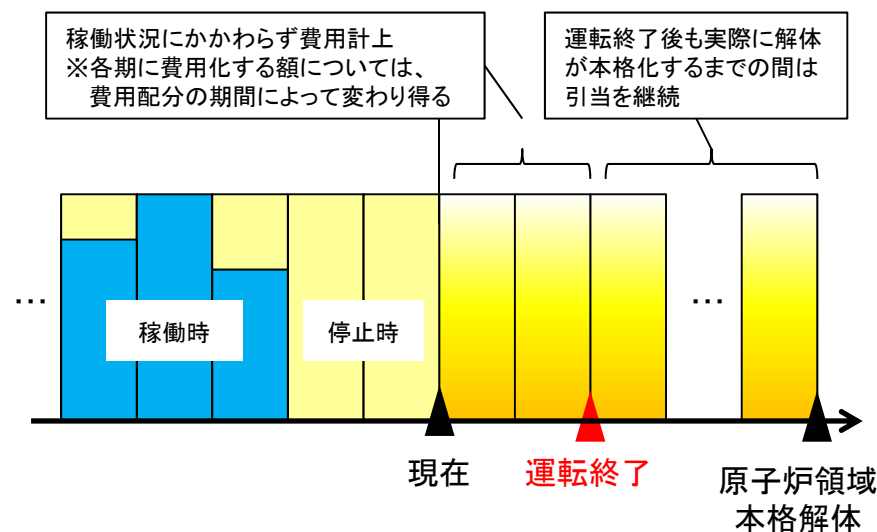 稼働状況にかかわらず費用計上
※各期に費用化する額については、
費用配分の期間によって変わり得る
運転終了後も実際に解体
が本格化するまでの間は
引当を継続
…
稼働時
停止時
…
現在
運転終了
原子炉領域
本格解体